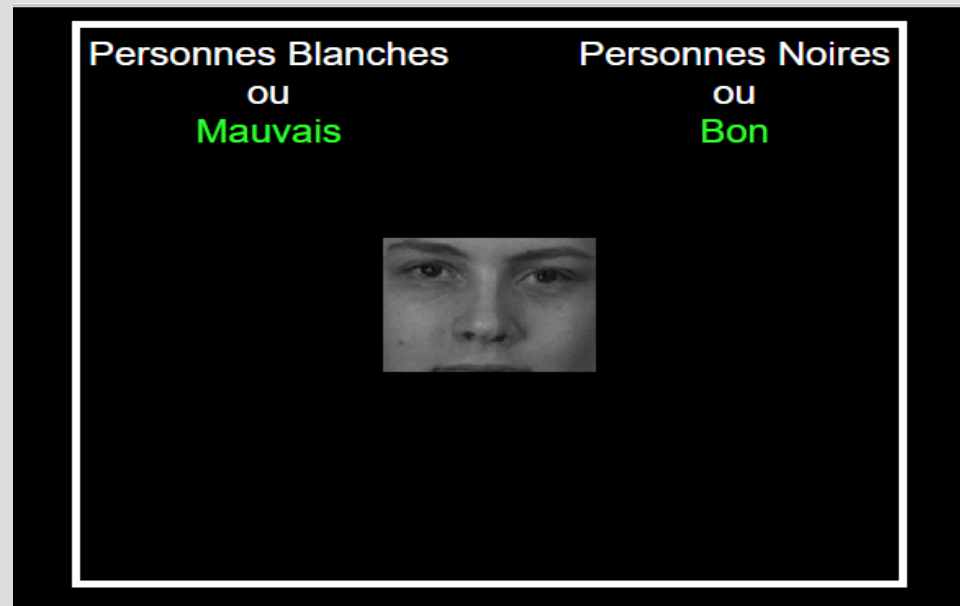 Personnes Blanches
ou
Mauvais
Personnes Noires
ou
Bon